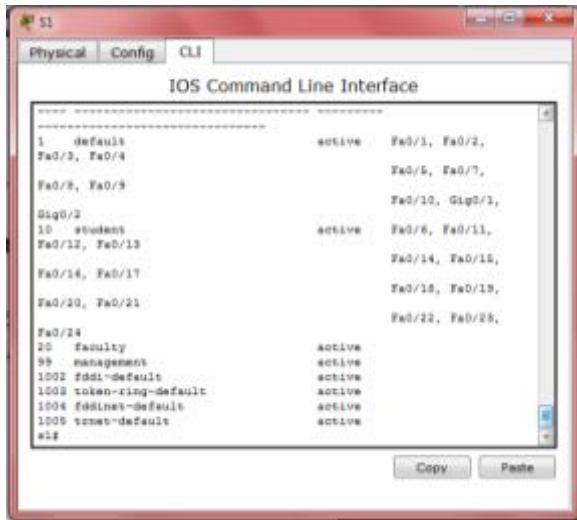 S1
Physical Config CLI
IOS Command Line Interface
---- -------------------------------- ---------
-------------------------------
1 default active Fa0/1, Fa0/2,
Fa0/3, Fa0/4
Fa0/5, Fa0/7,
Fa0/8, Fa0/9
Fa0/10, Gig0/1,
Gig0/2
10 student active Fa0/6, Fa0/11,
Fa0/12, Fa0/13
Fa0/14, Fa0/15,
Fa0/16, Fa0/17
Fa0/18, Fa0/19,
Fa0/20, Fa0/21
Fa0/22, Fa0/23,
Fa0/24
20 faculty active
99 management active
1002 fddi-default active
1003 token-ring-default active
1004 fddinet-default active
1005 trnet-default active
s1#
Copy Paste